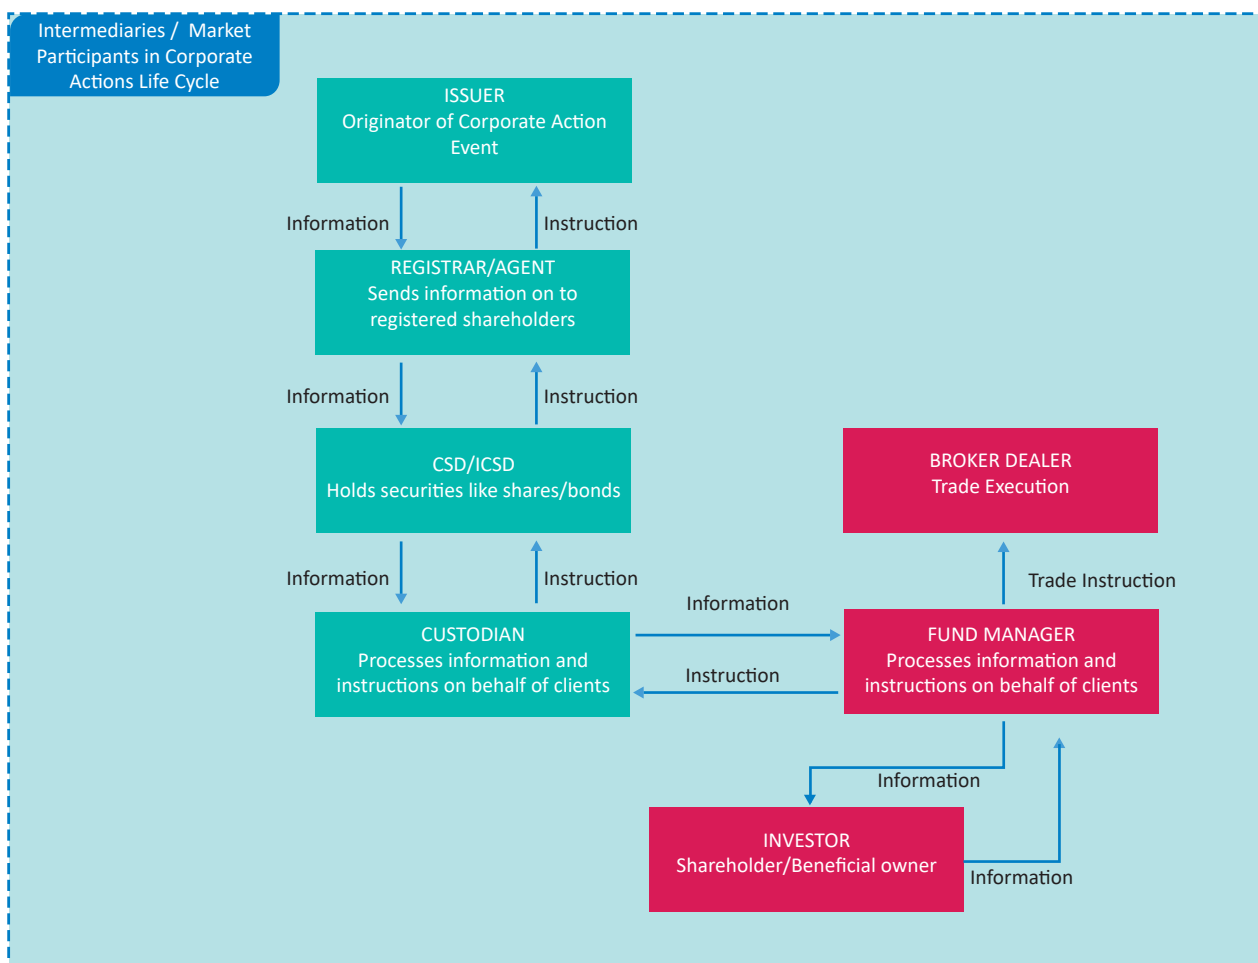 Intermediaries / Market
Participants in Corporate
Actions Life Cycle
ISSUER
Originator of Corporate Action
Event
Information
Instruction
REGISTRAR/AGENT
Sends information on to
registered shareholders
Information
Instruction
CSD/ICSD
Holds securities like shares/bonds
BROKER DEALER
Trade Execution
Information
Instruction
Trade Instruction
Information
CUSTODIAN
Processes information and
instructions on behalf of clients
FUND MANAGER
Processes information and
instructions on behalf of clients
Instruction
Information
INVESTOR
Shareholder/Beneficial owner
Information